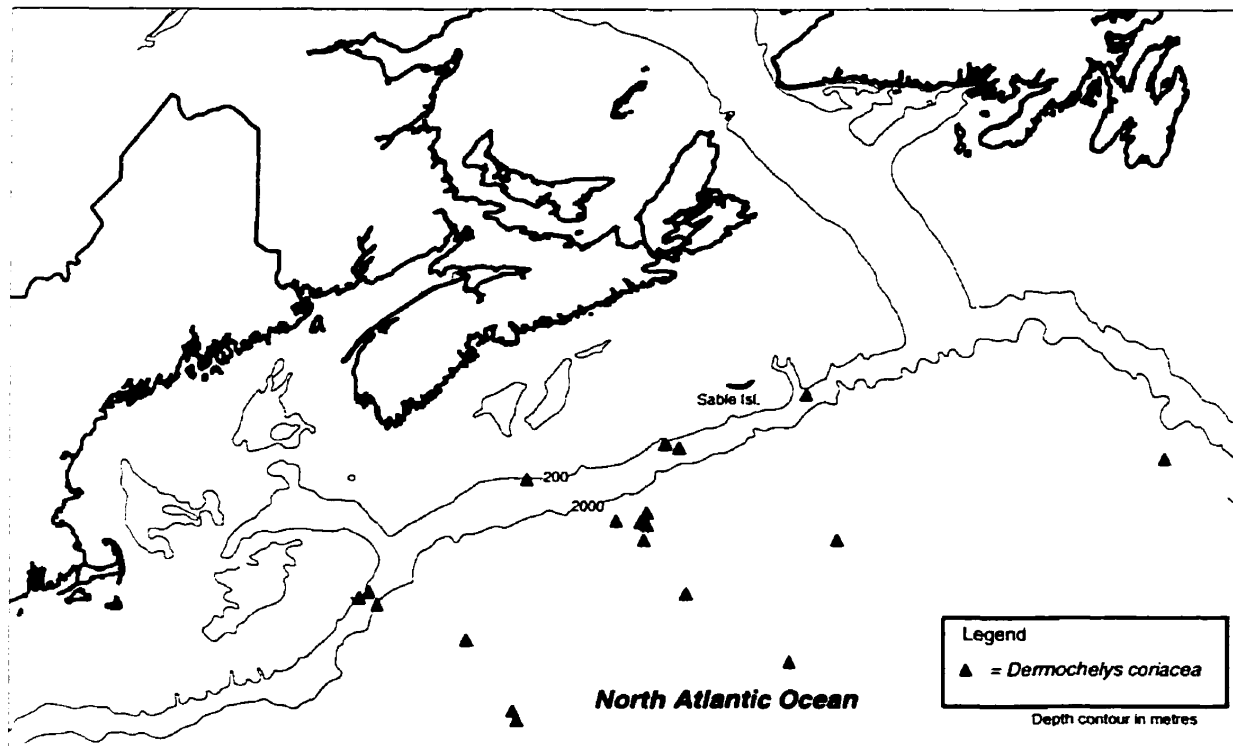 Sable Isl.
200
2000
North Atlantic Ocean
Legend
▲ = Dermochelys coriacea
Depth contour in metres